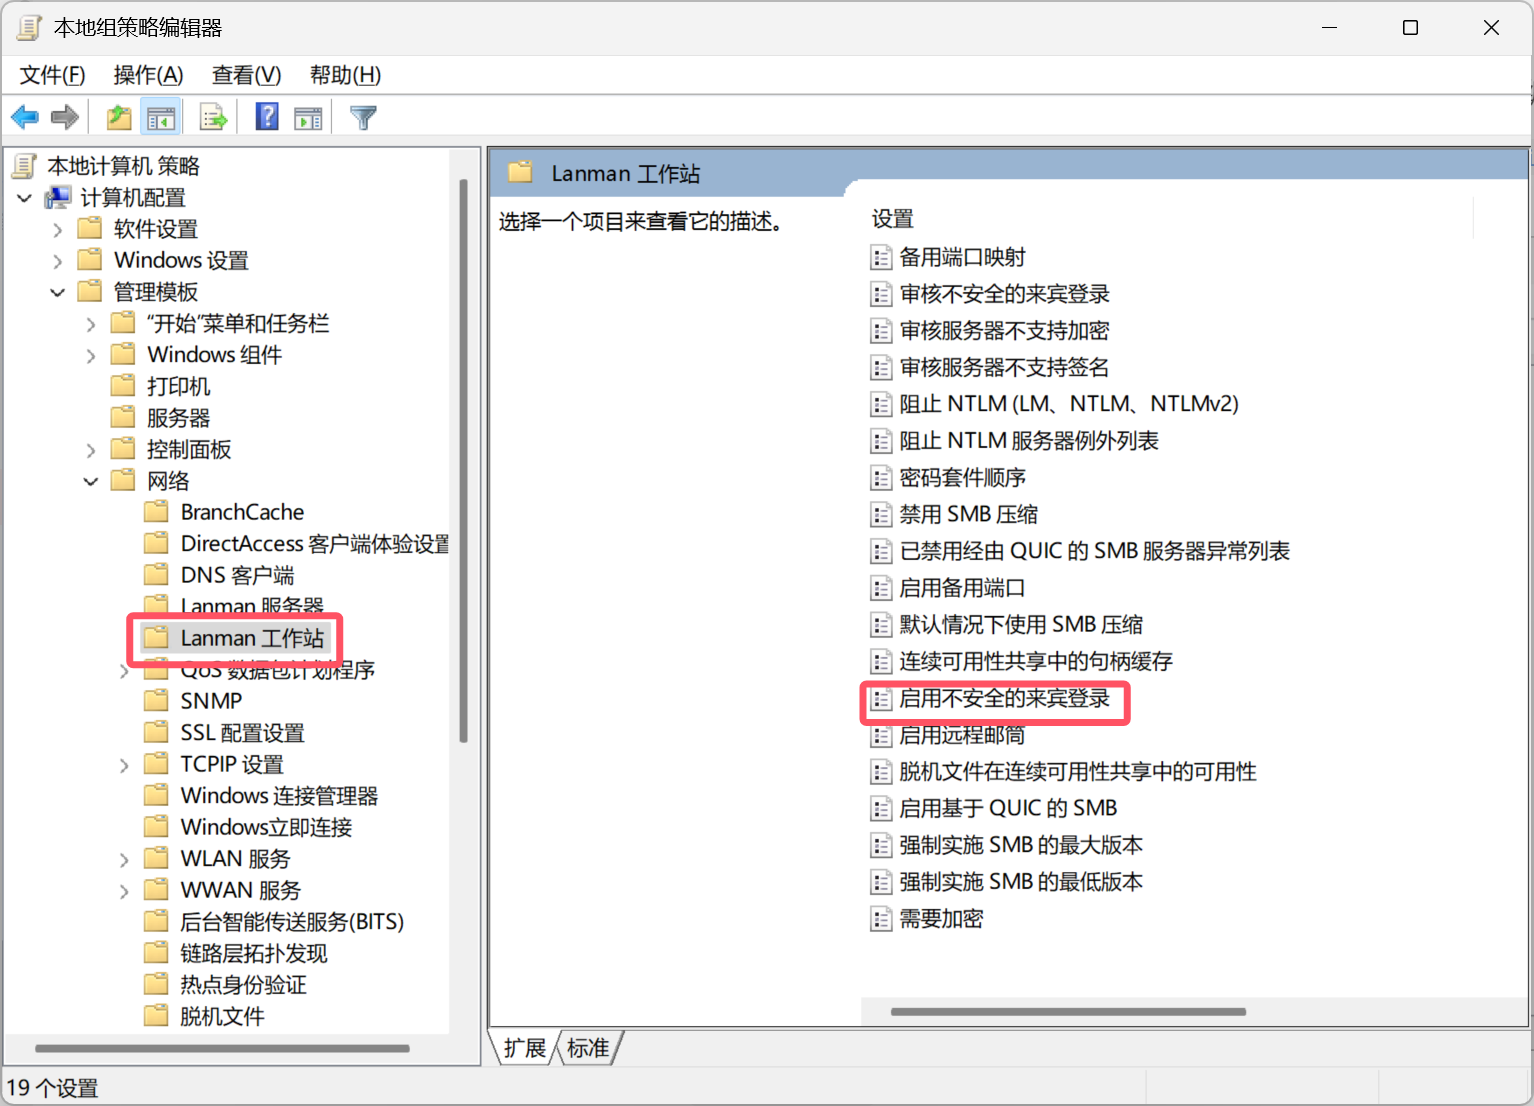 本地组策略编辑器
文件(F) 操作(A) 查看(V) 帮助(H)
本地计算机 策略
计算机配置
软件设置
Windows 设置
管理模板
“开始”菜单和任务栏
Windows 组件
打印机
服务器
控制面板
网络
BranchCache
DirectAccess 客户端体验设置
DNS 客户端
Lanman 服务器
Lanman 工作站
QoS 数据包计划程序
SNMP
SSL 配置设置
TCPIP 设置
Windows 连接管理器
Windows立即连接
WLAN 服务
WWAN 服务
后台智能传送服务(BITS)
链路层拓扑发现
热点身份验证
脱机文件
Lanman 工作站
选择一个项目来查看它的描述。
设置
备用端口映射
审核不安全的来宾登录
审核服务器不支持加密
审核服务器不支持签名
阻止 NTLM (LM、NTLM、NTLMv2)
阻止 NTLM 服务器例外列表
密码套件顺序
禁用 SMB 压缩
已禁用经由 QUIC 的 SMB 服务器异常列表
启用备用端口
默认情况下使用 SMB 压缩
连续可用性共享中的句柄缓存
启用不安全的来宾登录
启用远程邮筒
脱机文件在连续可用性共享中的可用性
启用基于 QUIC 的 SMB
强制实施 SMB 的最大版本
强制实施 SMB 的最低版本
需要加密
扩展 标准
19 个设置